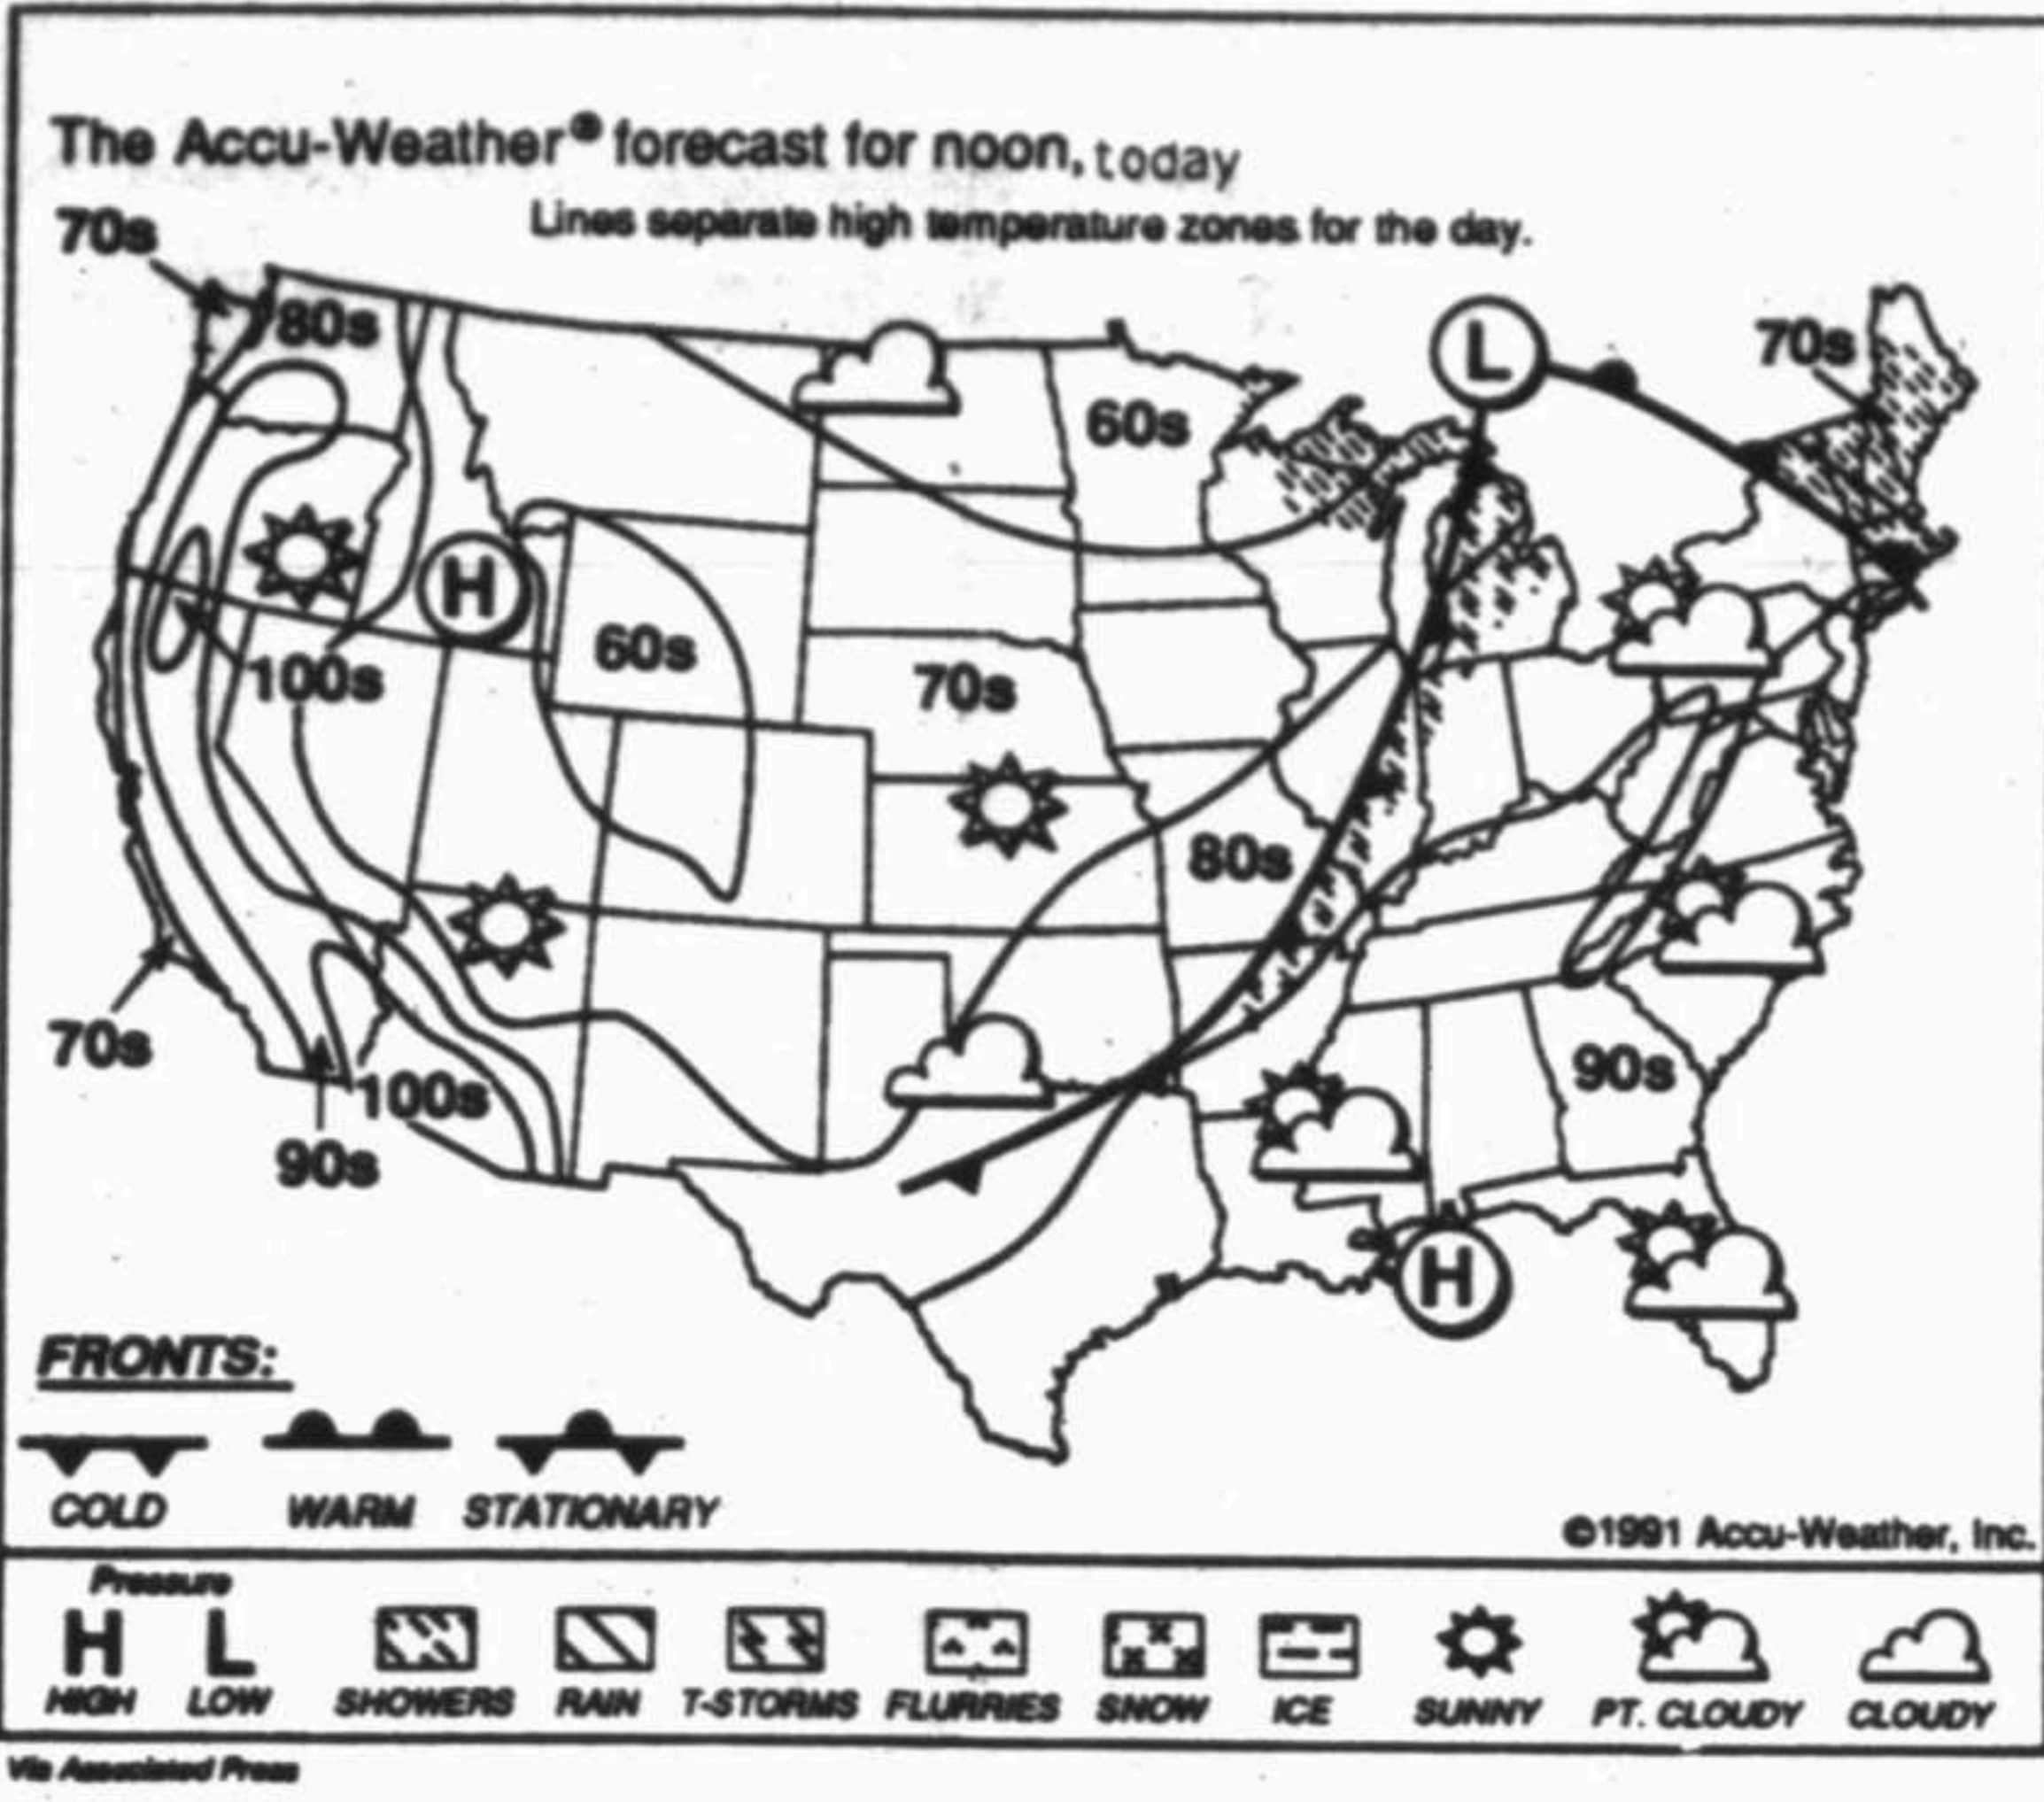 The Accu-Weather® forecast for noon, today
Lines separate high temperature zones for the day.
70s
80s
L
70s
60s
H
100s
60s
70s
80s
70s
100s
90s
90s
H
FRONTS:
COLD WARM STATIONARY
©1991 Accu-Weather, Inc.
Pressure
H L
HIGH LOW SHOWERS RAIN T-STORMS FLURRIES SNOW ICE SUNNY PT. CLOUDY CLOUDY
Via Associated Press